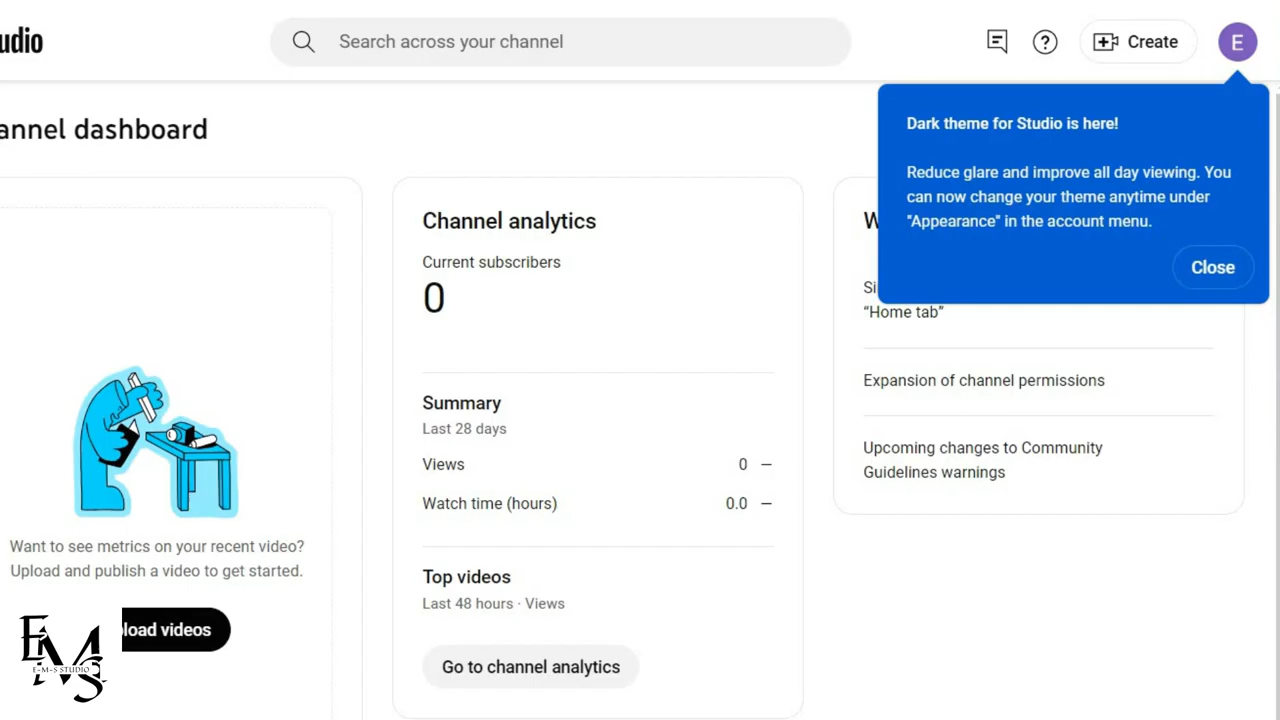 udio
Search across your channel
Create
E
annel dashboard
Dark theme for Studio is here!
Reduce glare and improve all day viewing. You
can now change your theme anytime under
"Appearance" in the account menu.
Close
Want to see metrics on your recent video?
Upload and publish a video to get started.
load videos
EMS
E-M-S STUDIO
Channel analytics
Current subscribers
0
Summary
Last 28 days
Views 0 —
Watch time (hours) 0.0 —
Top videos
Last 48 hours · Views
Go to channel analytics
W
Si
“Home tab”
Expansion of channel permissions
Upcoming changes to Community
Guidelines warnings